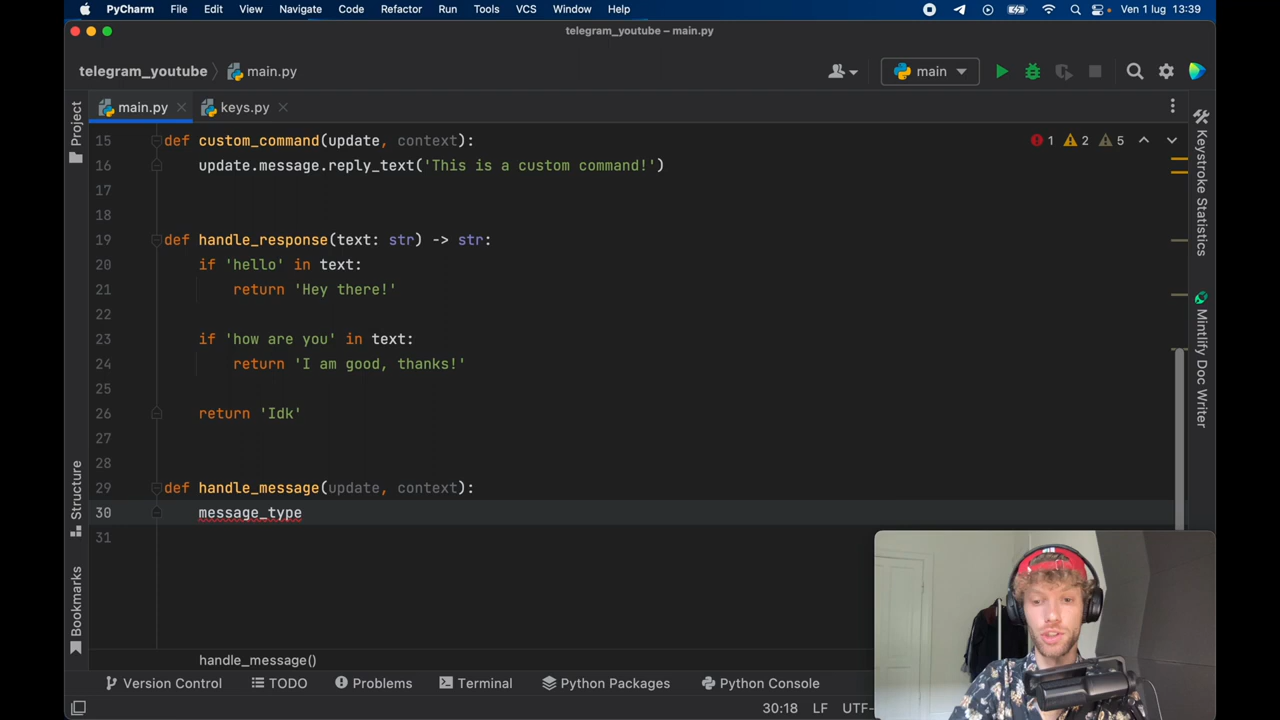 PyCharm File Edit View Navigate Code Refactor Run Tools VCS Window Help Ven 1 lug 13:39
telegram_youtube – main.py
telegram_youtube main.py main
main.py keys.py
Project
15 def custom_command(update, context): 1 2 5
16 update.message.reply_text('This is a custom command!')
17
18
19 def handle_response(text: str) -> str:
20 if 'hello' in text:
21 return 'Hey there!'
22
23 if 'how are you' in text:
24 return 'I am good, thanks!'
25
26 return 'Idk'
27
28
29 def handle_message(update, context):
30 message_type
31
Structure
Bookmarks
Keystroke Statistics
Mintlify Doc Writer
handle_message()
Version Control TODO Problems Terminal Python Packages Python Console
30:18 LF UTF-